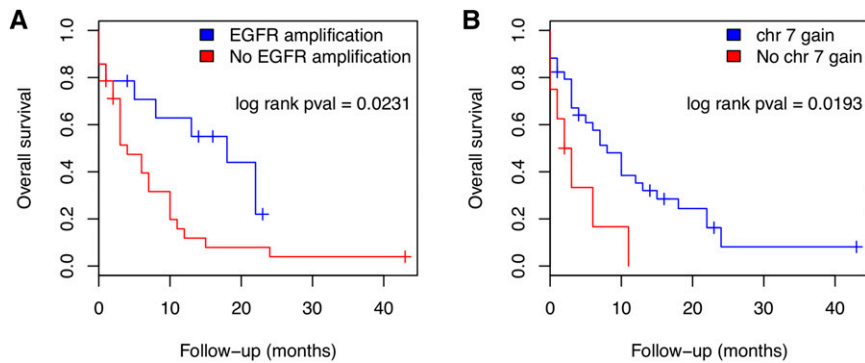 A
EGFR amplification
No EGFR amplification
log rank pval = 0.0231
Overall survival
1.0
0.8
0.6
0.4
0.2
0.0
0 10 20 30 40
Follow-up (months)
B
chr 7 gain
No chr 7 gain
log rank pval = 0.0193
Overall survival
1.0
0.8
0.6
0.4
0.2
0.0
0 10 20 30 40
Follow-up (months)